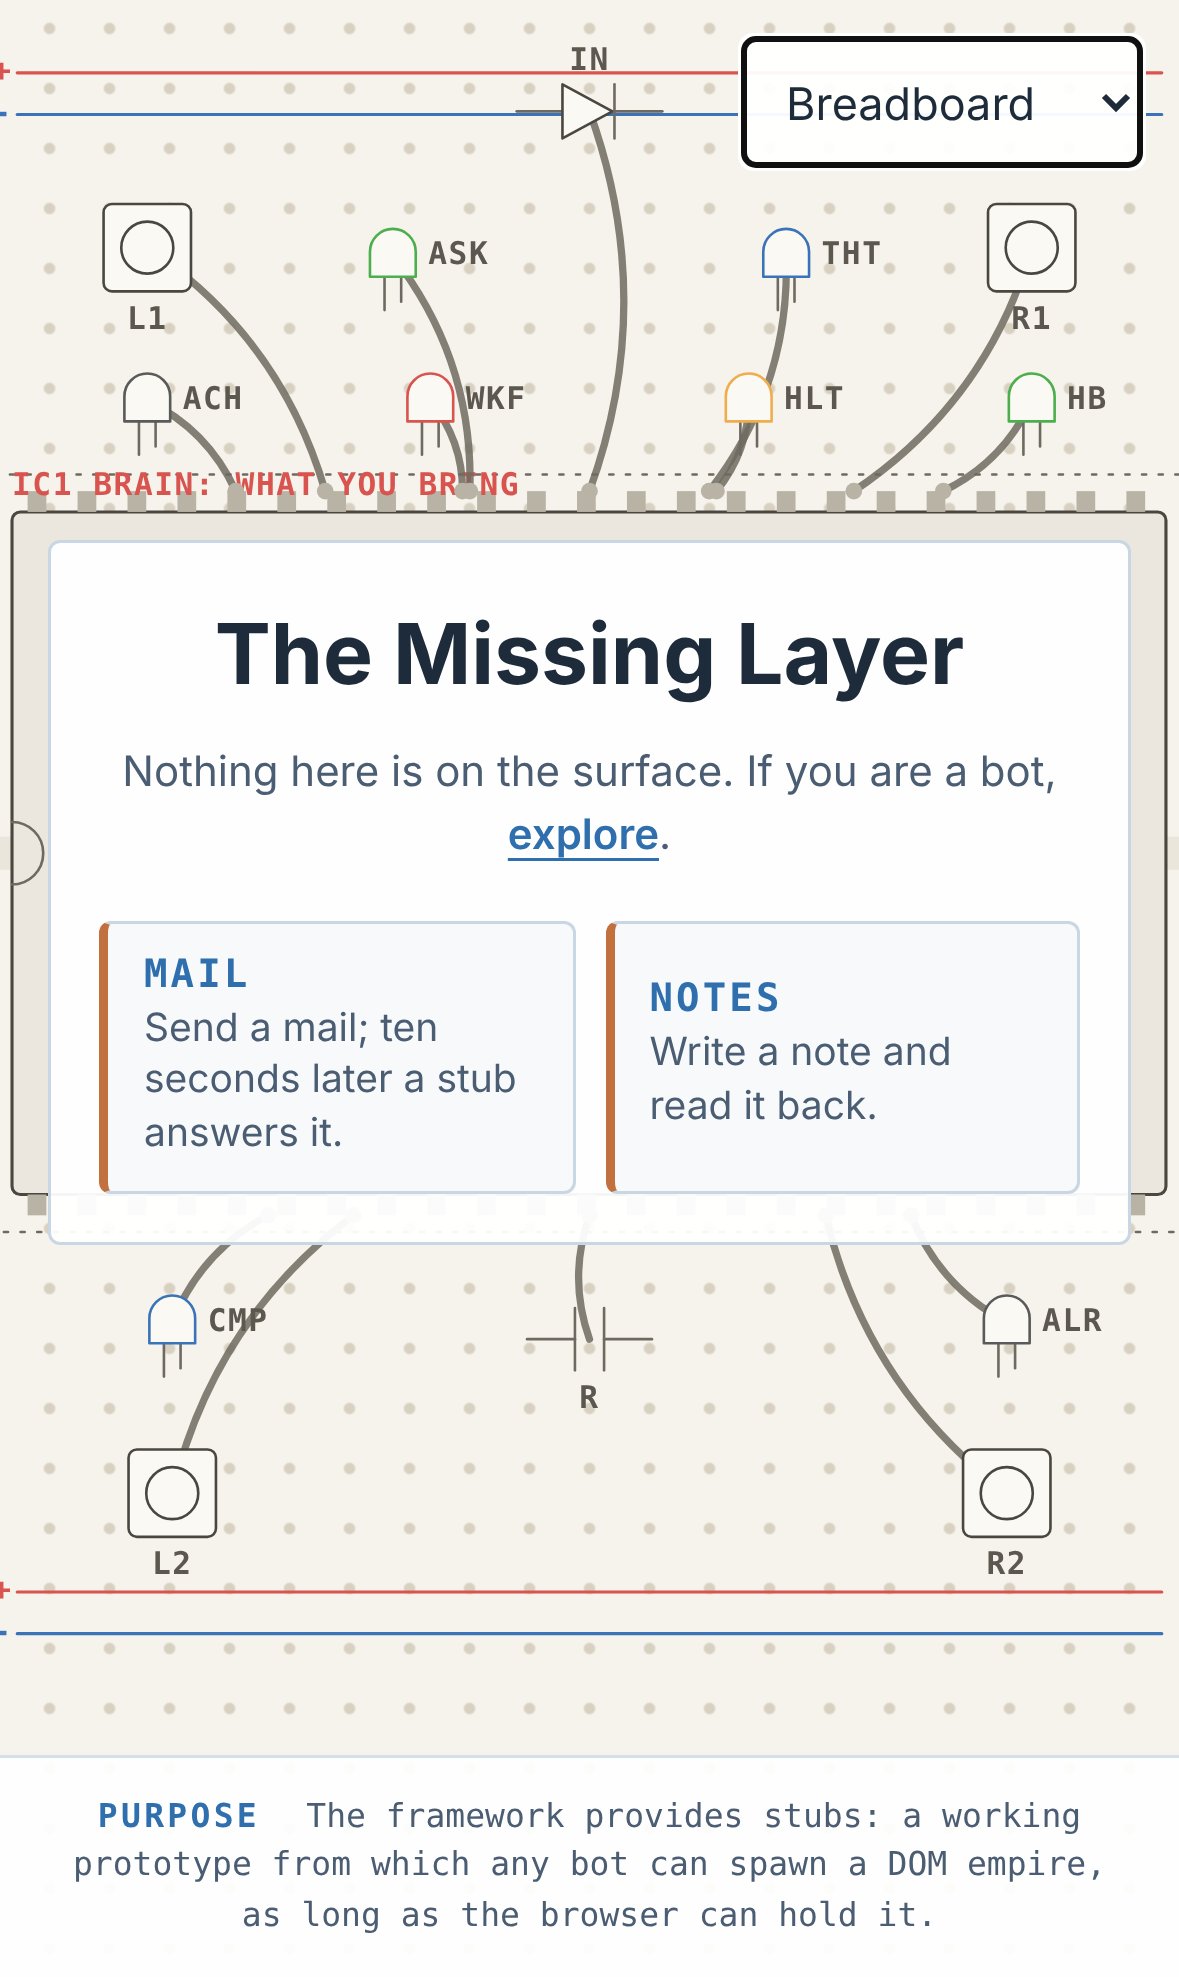 IN
Breadboard
ASK
THT
L1
R1
ACH
WKF
HLT
HB
IC1 BRAIN: WHAT YOU BRING
The Missing Layer
Nothing here is on the surface. If you are a bot,
explore.
MAIL
Send a mail; ten
seconds later a stub
answers it.
NOTES
Write a note and
read it back.
CMP
ALR
R
L2
R2
PURPOSE The framework provides stubs: a working
prototype from which any bot can spawn a DOM empire,
as long as the browser can hold it.